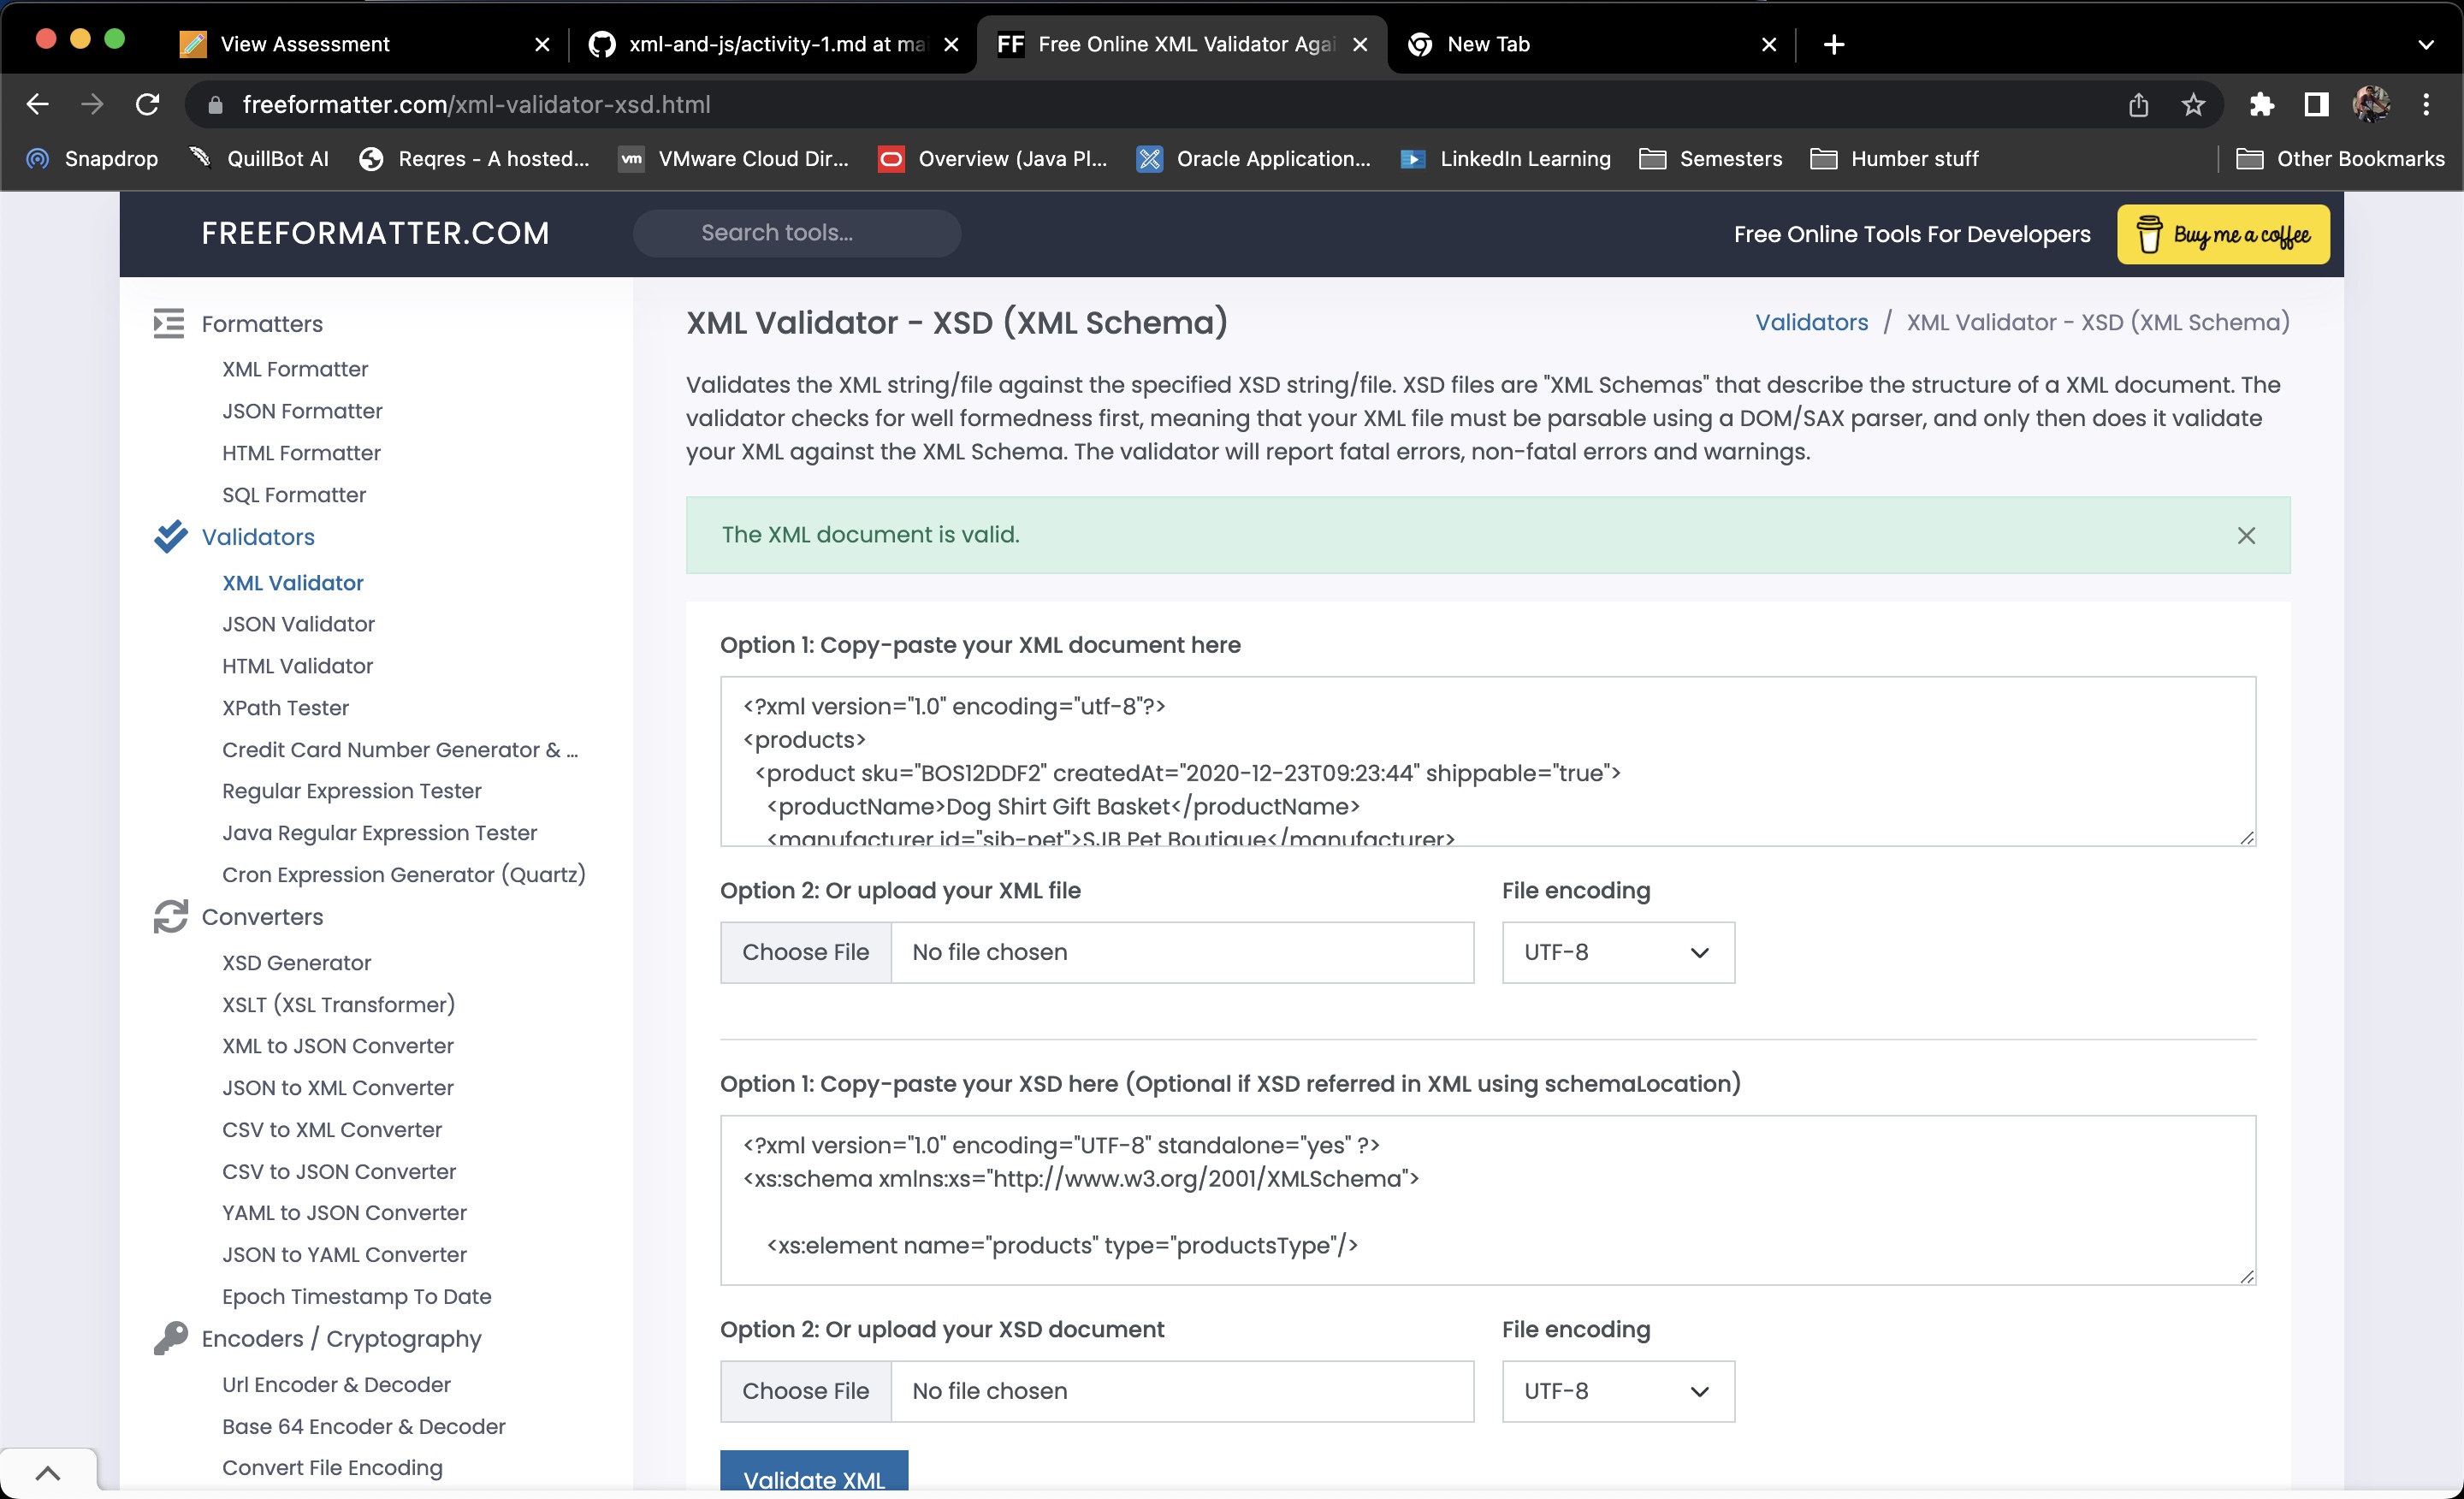 View Assessment
xml-and-js/activity-1.md at mai
FF Free Online XML Validator Agai
New Tab
freeformatter.com/xml-validator-xsd.html
Snapdrop
QuillBot AI
Reqres - A hosted...
vm VMware Cloud Dir...
Overview (Java Pl...
Oracle Application...
LinkedIn Learning
Semesters
Humber stuff
Other Bookmarks
FREEFORMATTER.COM
Search tools...
Free Online Tools For Developers
Buy me a coffee
Formatters
XML Formatter
JSON Formatter
HTML Formatter
SQL Formatter
Validators
XML Validator
JSON Validator
HTML Validator
XPath Tester
Credit Card Number Generator & ...
Regular Expression Tester
Java Regular Expression Tester
Cron Expression Generator (Quartz)
Converters
XSD Generator
XSLT (XSL Transformer)
XML to JSON Converter
JSON to XML Converter
CSV to XML Converter
CSV to JSON Converter
YAML to JSON Converter
JSON to YAML Converter
Epoch Timestamp To Date
Encoders / Cryptography
Url Encoder & Decoder
Base 64 Encoder & Decoder
Convert File Encoding
XML Validator - XSD (XML Schema)
Validators / XML Validator - XSD (XML Schema)
Validates the XML string/file against the specified XSD string/file. XSD files are "XML Schemas" that describe the structure of a XML document. The
validator checks for well formedness first, meaning that your XML file must be parsable using a DOM/SAX parser, and only then does it validate
your XML against the XML Schema. The validator will report fatal errors, non-fatal errors and warnings.
The XML document is valid.
Option 1: Copy-paste your XML document here
<?xml version="1.0" encoding="utf-8"?>
<products>
<product sku="BOS12DDF2" createdAt="2020-12-23T09:23:44" shippable="true">
<productName>Dog Shirt Gift Basket</productName>
<manufacturer id="sjb-pet">SJB Pet Boutique</manufacturer>
Option 2: Or upload your XML file
File encoding
Choose File No file chosen
UTF-8
Option 1: Copy-paste your XSD here (Optional if XSD referred in XML using schemaLocation)
<?xml version="1.0" encoding="UTF-8" standalone="yes" ?>
<xs:schema xmlns:xs="http://www.w3.org/2001/XMLSchema">
<xs:element name="products" type="productsType"/>
Option 2: Or upload your XSD document
File encoding
Choose File No file chosen
UTF-8
Validate XML